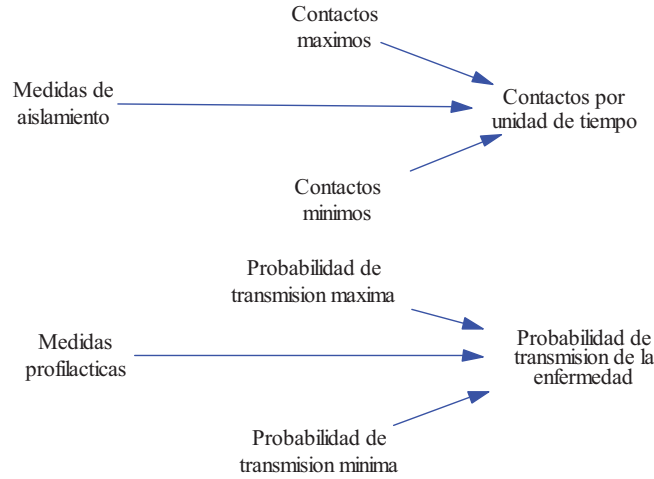 Contactos
maximos
Medidas de
aislamiento
Contactos por
unidad de tiempo
Contactos
minimos
Probabilidad de
transmision maxima
Medidas
profilacticas
Probabilidad de
transmision de la
enfermedad
Probabilidad de
transmision minima